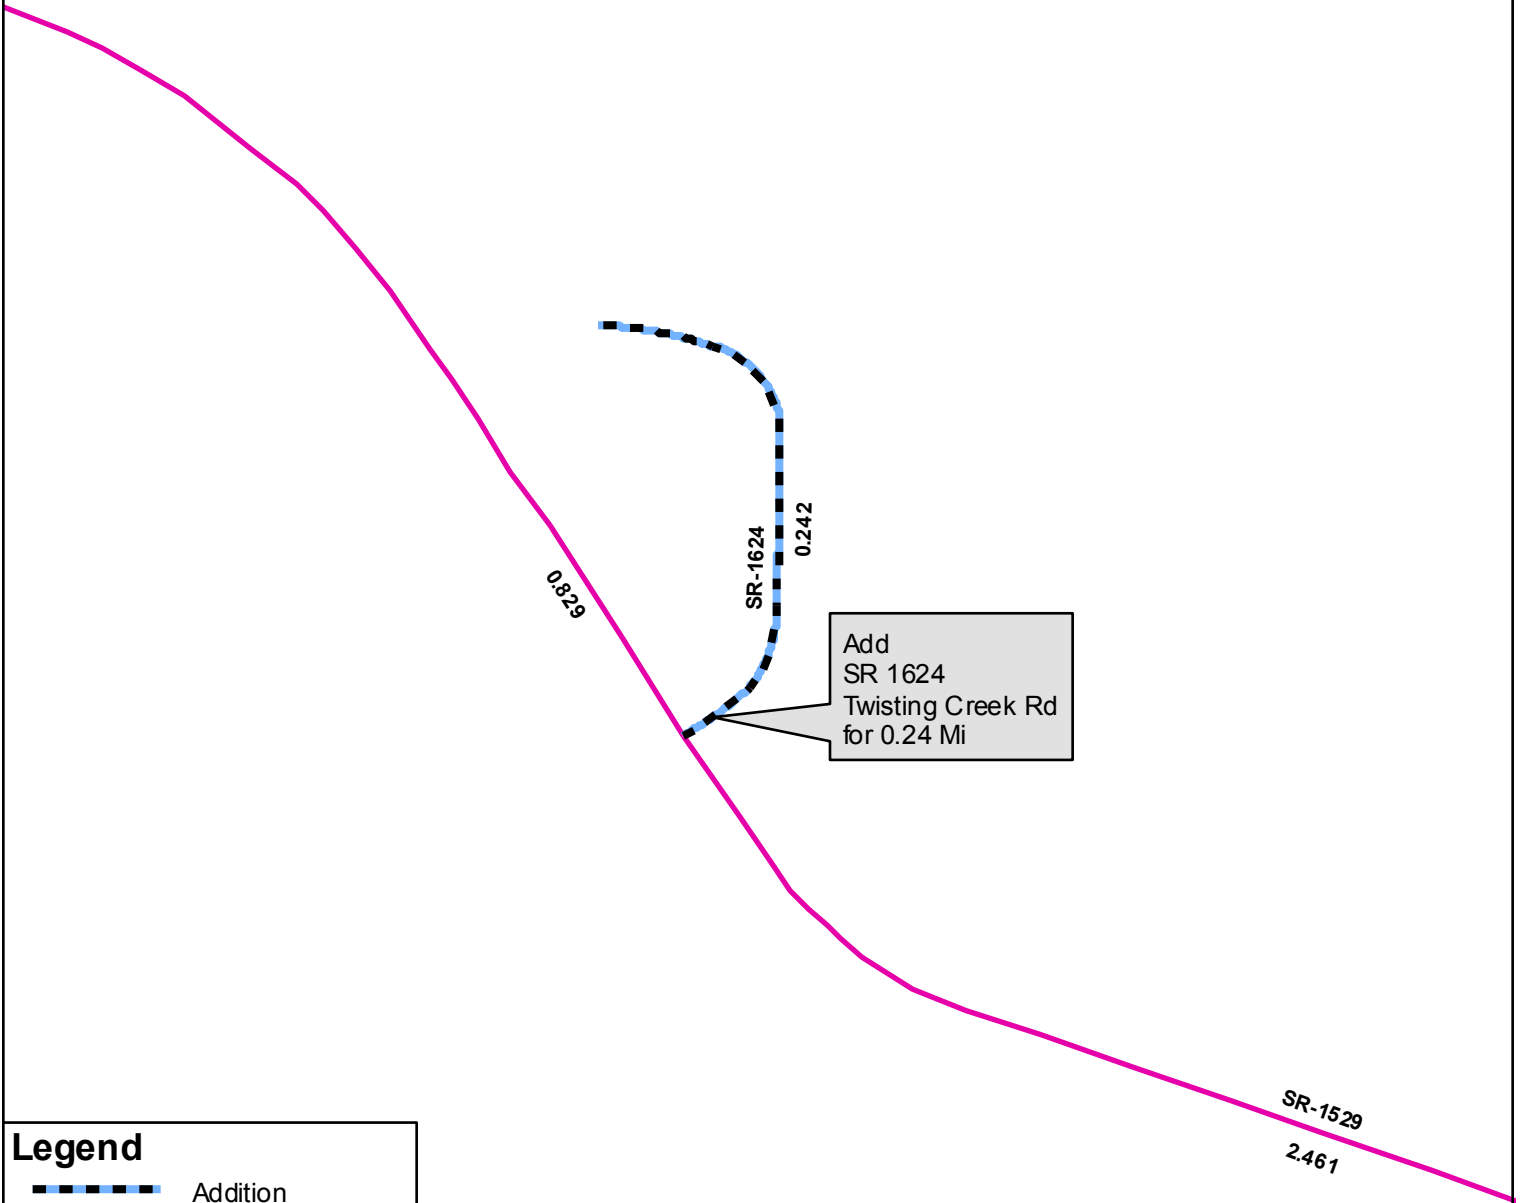 0.242
SR-1624
0.829
Add
SR 1624
Twisting Creek Rd
for 0.24 Mi
SR-1529
2.461
Legend
Addition